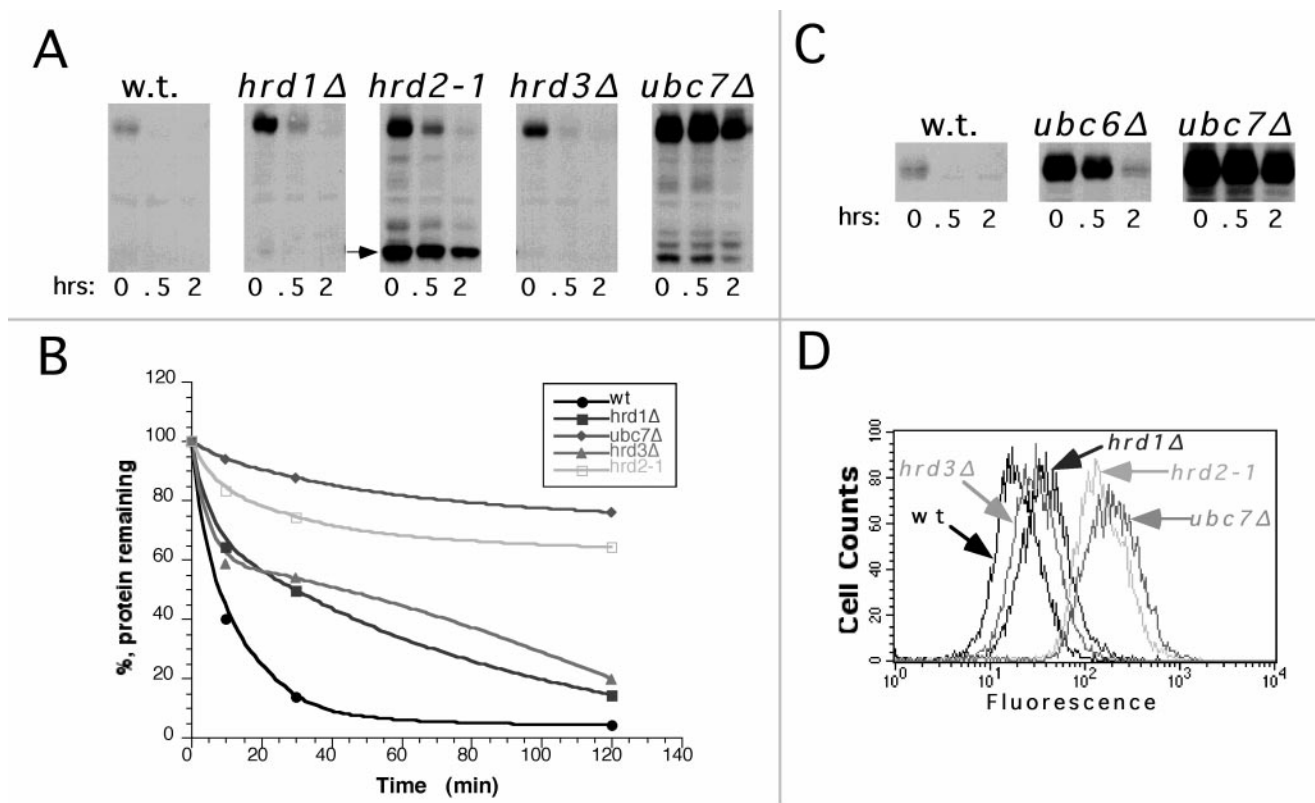 A
w.t.
hrd1Δ
hrd2-1
hrd3Δ
ubc7Δ
hrs: 0 .5 2 0 .5 2 0 .5 2 0 .5 2 0 .5 2
C
w.t.
ubc6Δ
ubc7Δ
hrs: 0 .5 2 0 .5 2 0 .5 2
B
120
100
80
60
40
20
0
%, protein remaining
0 20 40 60 80 100 120 140
Time (min)
wt
hrd1Δ
ubc7Δ
hrd3Δ
hrd2-1
D
100
80
60
40
20
0
Cell Counts
hrd3Δ
wt
hrd1Δ
hrd2-1
ubc7Δ
10⁰ 10¹ 10² 10³ 10⁴
Fluorescence